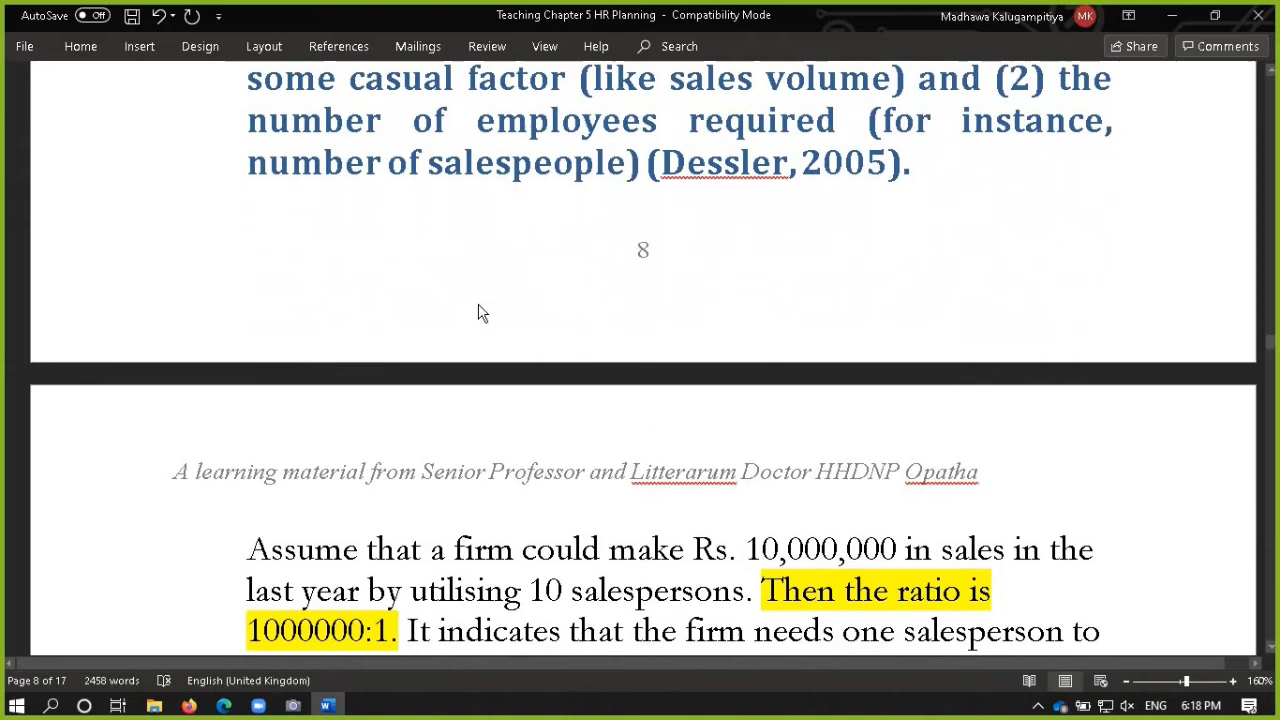 AutoSave Off
Teaching Chapter 5 HR Planning - Compatibility Mode
Madhawa Kalugampitiya MK
File Home Insert Design Layout References Mailings Review View Help Search Share Comments
some casual factor (like sales volume) and (2) the
number of employees required (for instance,
number of salespeople) (Dessler, 2005).
8
A learning material from Senior Professor and Litterarum Doctor HHDNP Opatha
Assume that a firm could make Rs. 10,000,000 in sales in the
last year by utilising 10 salespersons. Then the ratio is
1000000:1. It indicates that the firm needs one salesperson to
Page 8 of 17 2458 words English (United Kingdom) 160%
ENG 6:18 PM